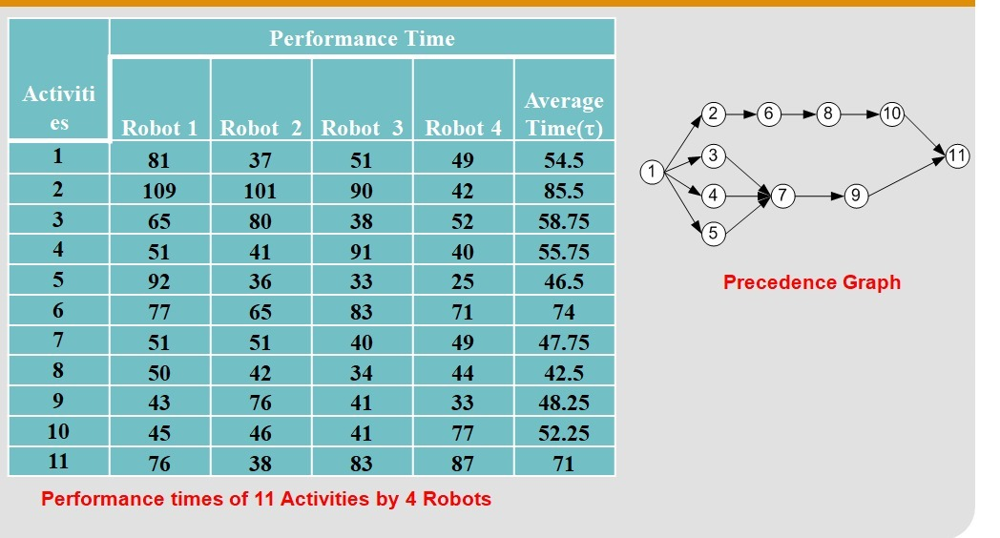 Performance Time
Activiti
es
Robot 1 Robot 2 Robot 3 Robot 4 Average
Time(τ)
1 81 37 51 49 54.5
2 109 101 90 42 85.5
3 65 80 38 52 58.75
4 51 41 91 40 55.75
5 92 36 33 25 46.5
6 77 65 83 71 74
7 51 51 40 49 47.75
8 50 42 34 44 42.5
9 43 76 41 33 48.25
10 45 46 41 77 52.25
11 76 38 83 87 71
Performance times of 11 Activities by 4 Robots
2 6 8 10
3 11
1
4 7 9
5
Precedence Graph